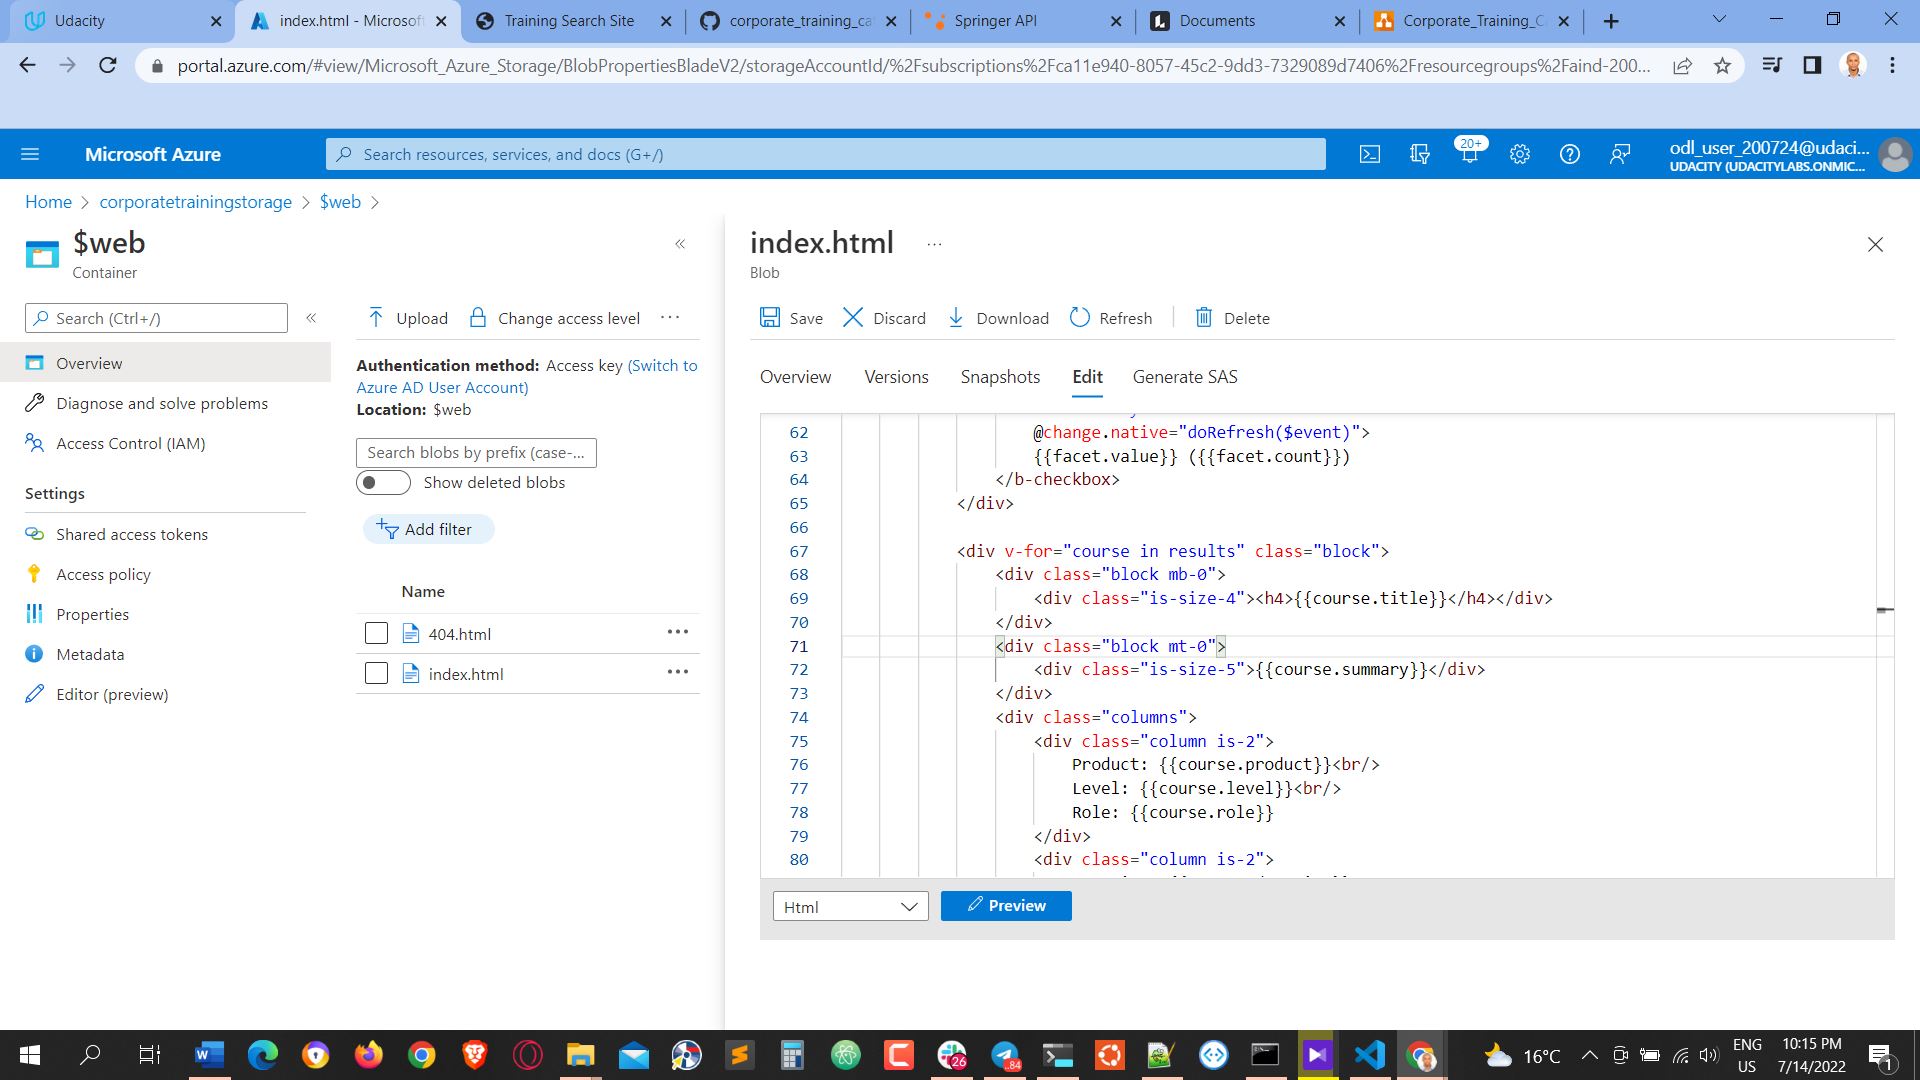 Udacity
index.html - Microsoft
Training Search Site
corporate_training_ca
Springer API
Documents
Corporate_Training_C
portal.azure.com/#view/Microsoft_Azure_Storage/BlobPropertiesBladeV2/storageAccountId/%2Fsubscriptions%2Fca11e940-8057-45c2-9dd3-7329089d7406%2Fresourcegroups%2Faind-200...
Microsoft Azure
Search resources, services, and docs (G+/)
20+
odl_user_200724@udaci...
UDACITY (UDACITYLABS.ONMIC...
Home > corporatetrainingstorage > $web >
$web
Container
Search (Ctrl+/)
Overview
Diagnose and solve problems
Access Control (IAM)
Settings
Shared access tokens
Access policy
Properties
Metadata
Editor (preview)
Upload Change access level ...
Authentication method: Access key (Switch to
Azure AD User Account)
Location: $web
Search blobs by prefix (case-...
Show deleted blobs
Add filter
Name
404.html
index.html
index.html ...
Blob
Save Discard Download Refresh Delete
Overview Versions Snapshots Edit Generate SAS
62 @change.native="doRefresh($event)">
63 {{facet.value}} ({{facet.count}})
64 </b-checkbox>
65 </div>
66
67 <div v-for="course in results" class="block">
68 <div class="block mb-0">
69 <div class="is-size-4"><h4>{{course.title}}</h4></div>
70 </div>
71 <div class="block mt-0">
72 <div class="is-size-5">{{course.summary}}</div>
73 </div>
74 <div class="columns">
75 <div class="column is-2">
76 Product: {{course.product}}<br/>
77 Level: {{course.level}}<br/>
78 Role: {{course.role}}
79 </div>
80 <div class="column is-2">
Html
Preview
26
84
16°C
ENG
US
10:15 PM
7/14/2022
1